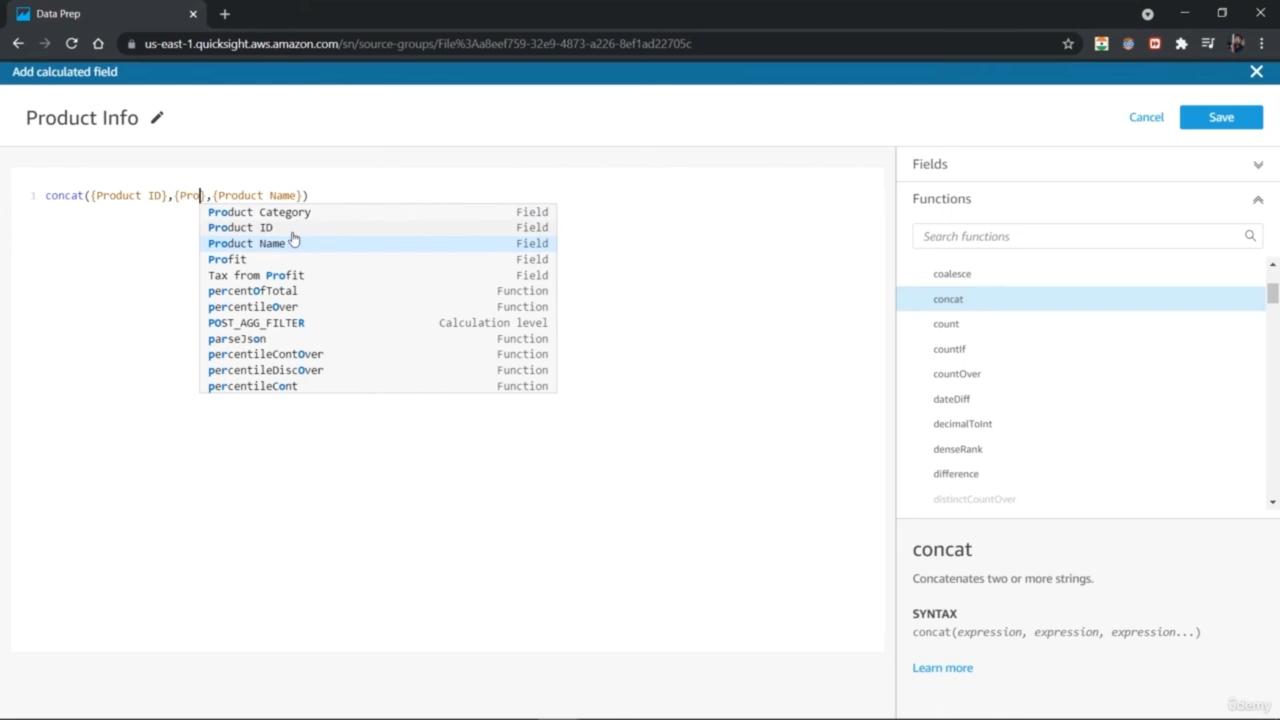 Data Prep
us-east-1.quicksight.aws.amazon.com/sn/source-groups/File%3Aa8eef759-32e9-4873-a226-8ef1ad22705c
Add calculated field
Product Info
Cancel
Save
1 concat({Product ID},{Pro},{Product Name})
Product Category Field
Product ID Field
Product Name Field
Profit Field
Tax from Profit Field
percentOfTotal Function
percentileOver Function
POST_AGG_FILTER Calculation level
parseJson Function
percentileContOver Function
percentileDiscOver Function
percentileCont Function
Fields
Functions
Search functions
coalesce
concat
count
countIf
countOver
dateDiff
decimalToInt
denseRank
difference
distinctCountOver
concat
Concatenates two or more strings.
SYNTAX
concat(expression, expression, expression...)
Learn more
ûdemy